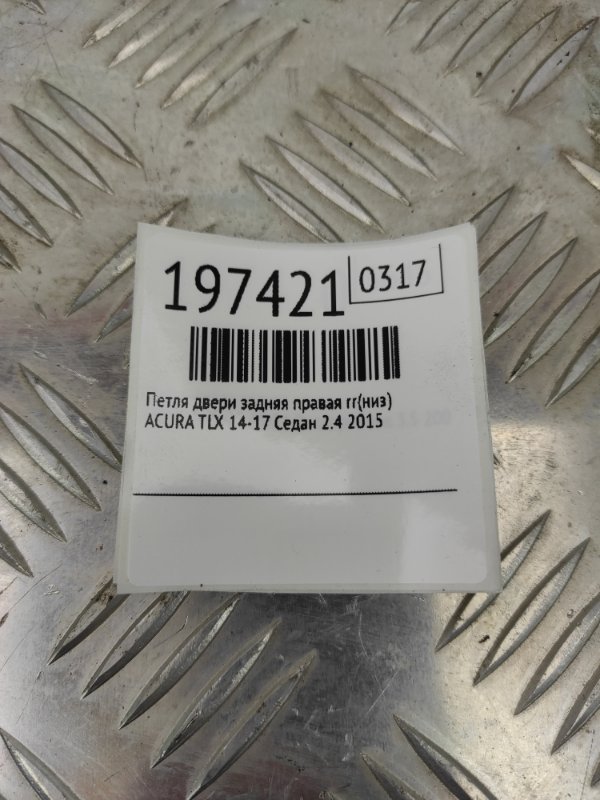 197421 0317
Петля двери задняя правая rr(низ)
ACURA TLX 14-17 Седан 2.4 2015